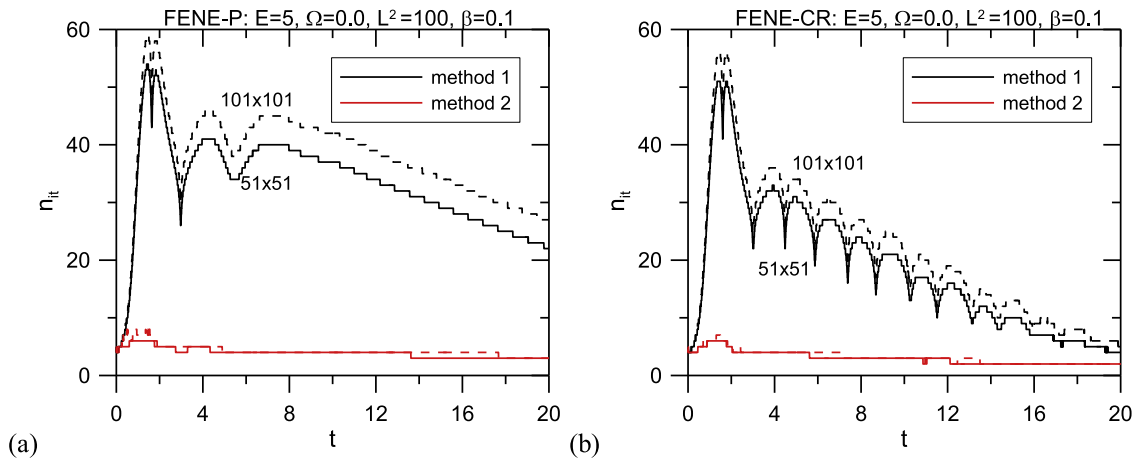 FENE-P: E=5, Ω=0.0, L²=100, β=0.1
60
40
20
0
n_it
method 1
method 2
101x101
51x51
0 4 8 12 16 20
t
(a)
FENE-CR: E=5, Ω=0.0, L²=100, β=0.1
60
40
20
0
n_it
method 1
method 2
101x101
51x51
0 4 8 12 16 20
t
(b)